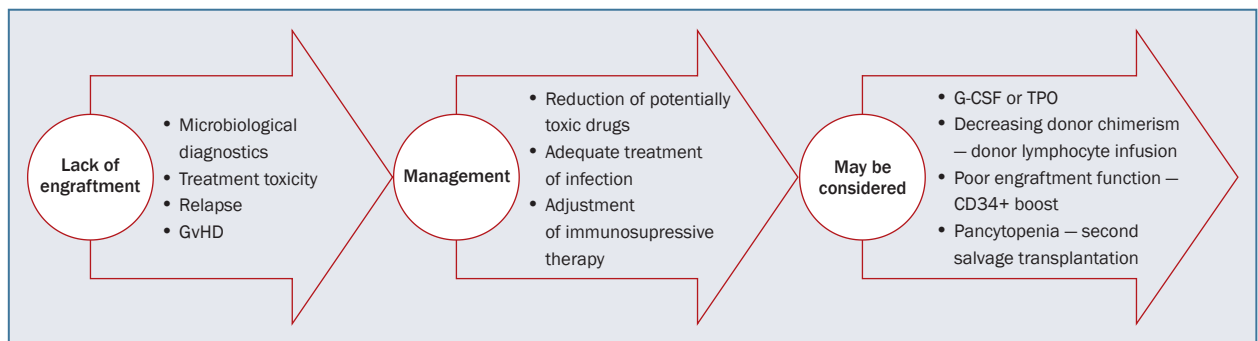 Lack of
engraftment
• Microbiological
diagnostics
• Treatment toxicity
• Relapse
• GvHD
Management
• Reduction of potentially
toxic drugs
• Adequate treatment
of infection
• Adjustment
of immunosupressive
therapy
May be
considered
• G-CSF or TPO
• Decreasing donor chimerism
— donor lymphocyte infusion
• Poor engraftment function —
CD34+ boost
• Pancytopenia — second
salvage transplantation